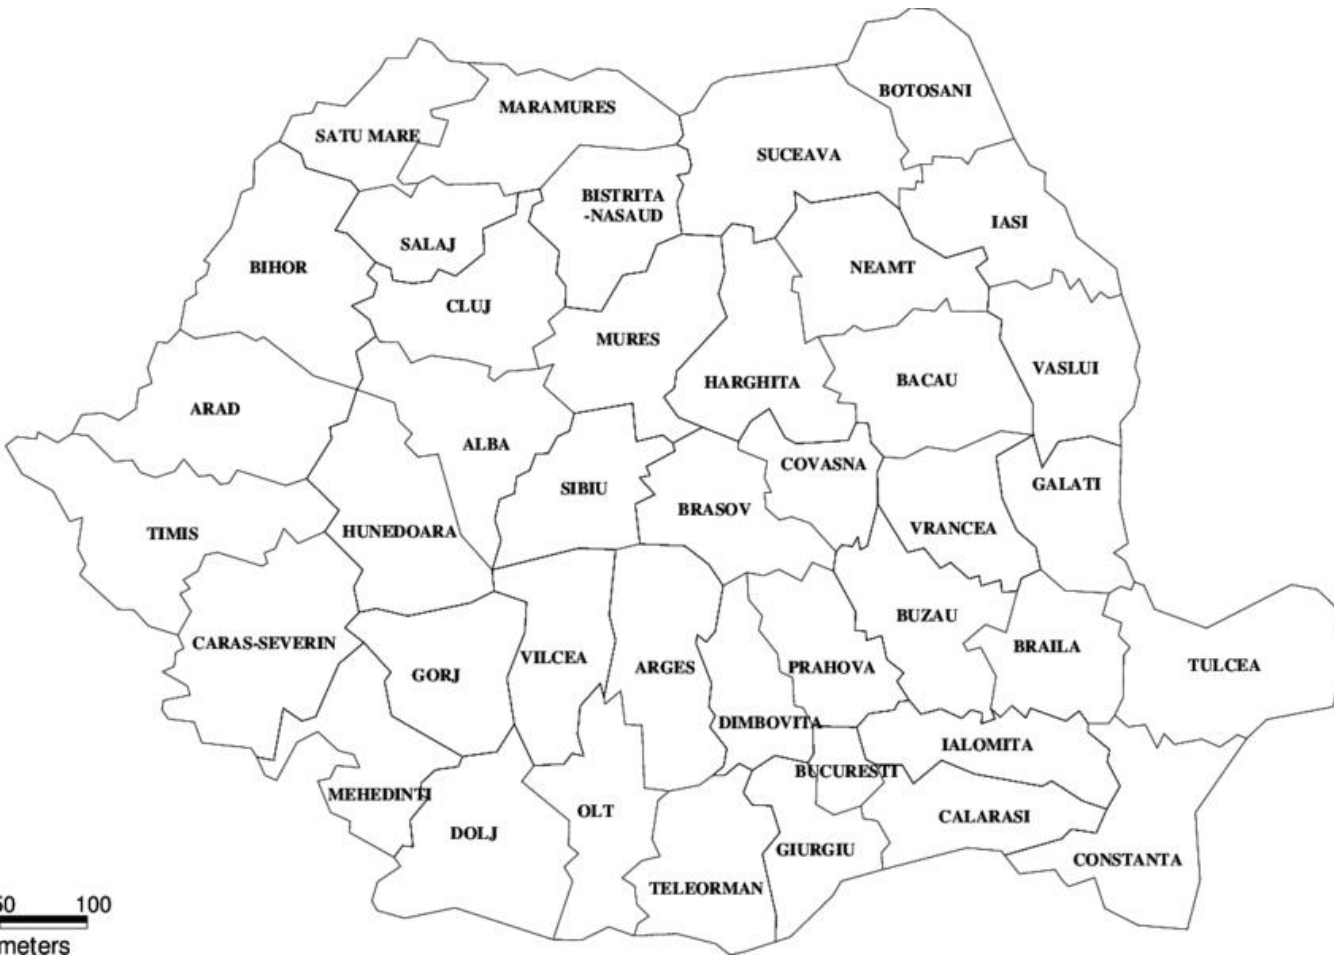 BOTOSANI
MARAMURES
SATU MARE
SUCEAVA
BISTRITA
-NASAUD
IASI
SALAJ
BIHOR
NEAMT
CLUJ
MURES
VASLUI
HARGHITA
BACAU
ARAD
ALBA
COVASNA
GALATI
SIBIU
BRASOV
VRANCEA
TIMIS
HUNEDOARA
BUZAU
CARAS-SEVERIN
BRAILA
VILCEA
TULCEA
ARGES
PRAHOVA
GORJ
DIMBOVITA
IALOMITA
BUCURESTI
MEHEDINTI
OLT
CALARASI
DOLJ
GIURGIU
CONSTANTA
TELEORMAN
50 100
meters